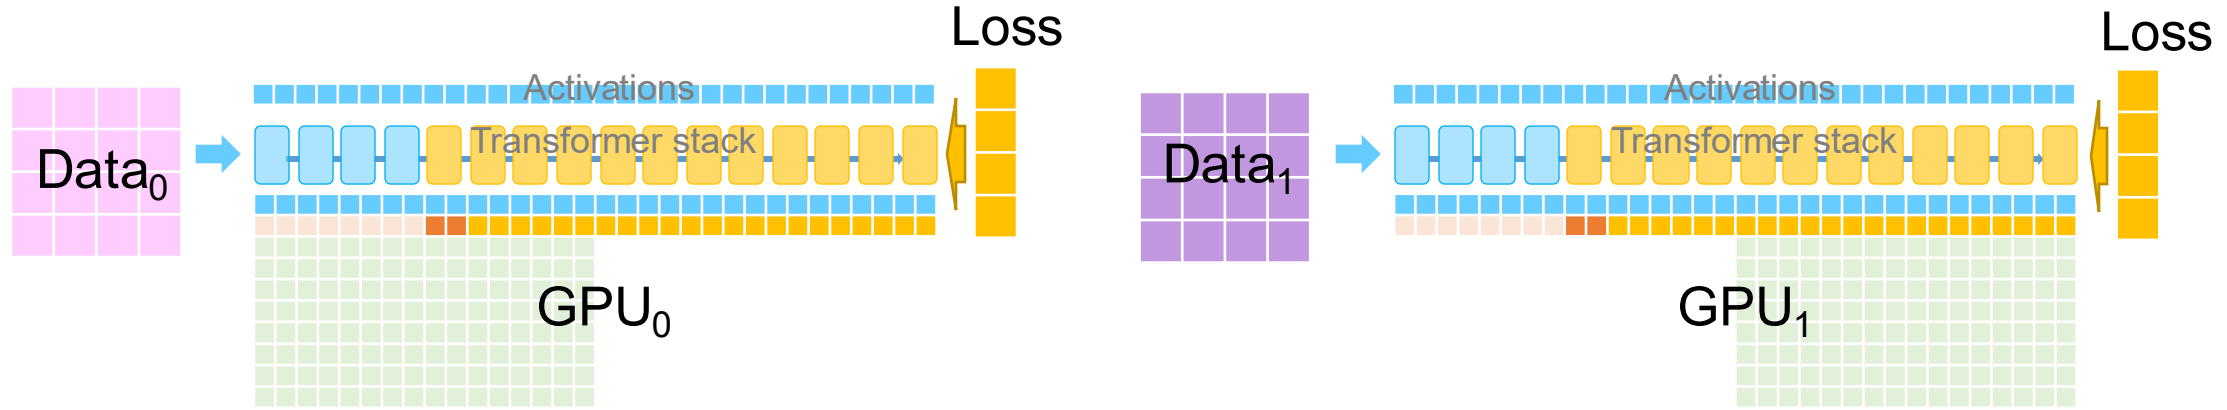 Loss
Activations
Transformer stack
Data0
GPU0
Loss
Activations
Transformer stack
Data1
GPU1